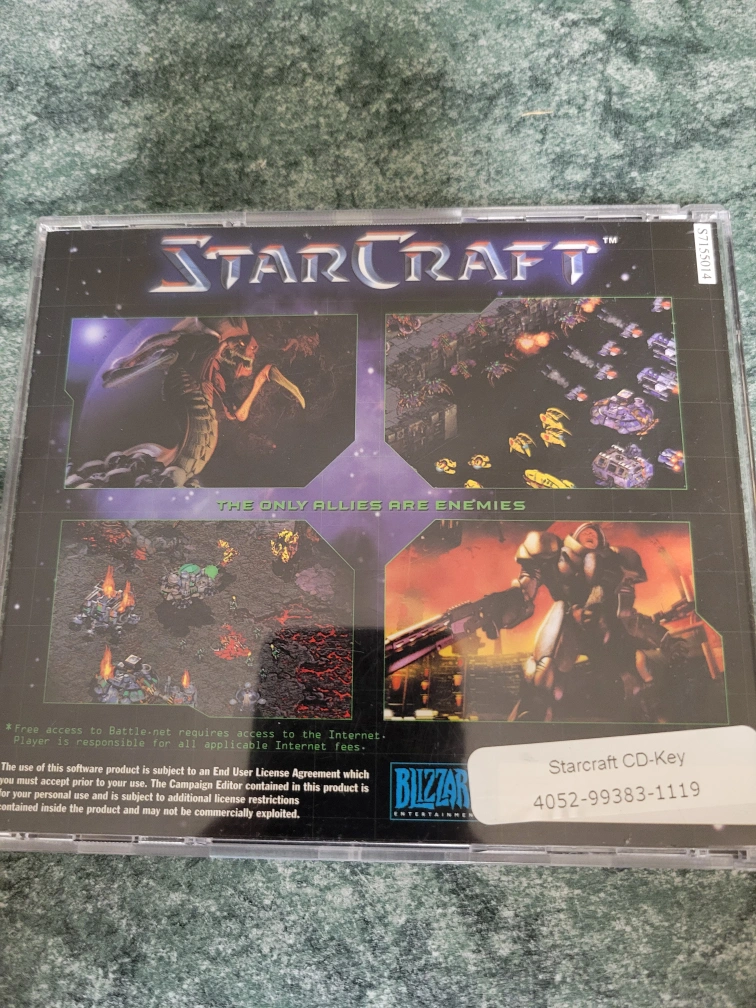 STARCRAFT™
S7155014
THE ONLY ALLIES ARE ENEMIES
*Free access to Battle.net requires access to the Internet.
Player is responsible for all applicable Internet fees.
The use of this software product is subject to an End User License Agreement which
you must accept prior to your use. The Campaign Editor contained in this product is
for your personal use and is subject to additional license restrictions
contained inside the product and may not be commercially exploited.
BLIZZAR
ENTERTAINMEN
Starcraft CD-Key
4052-99383-1119